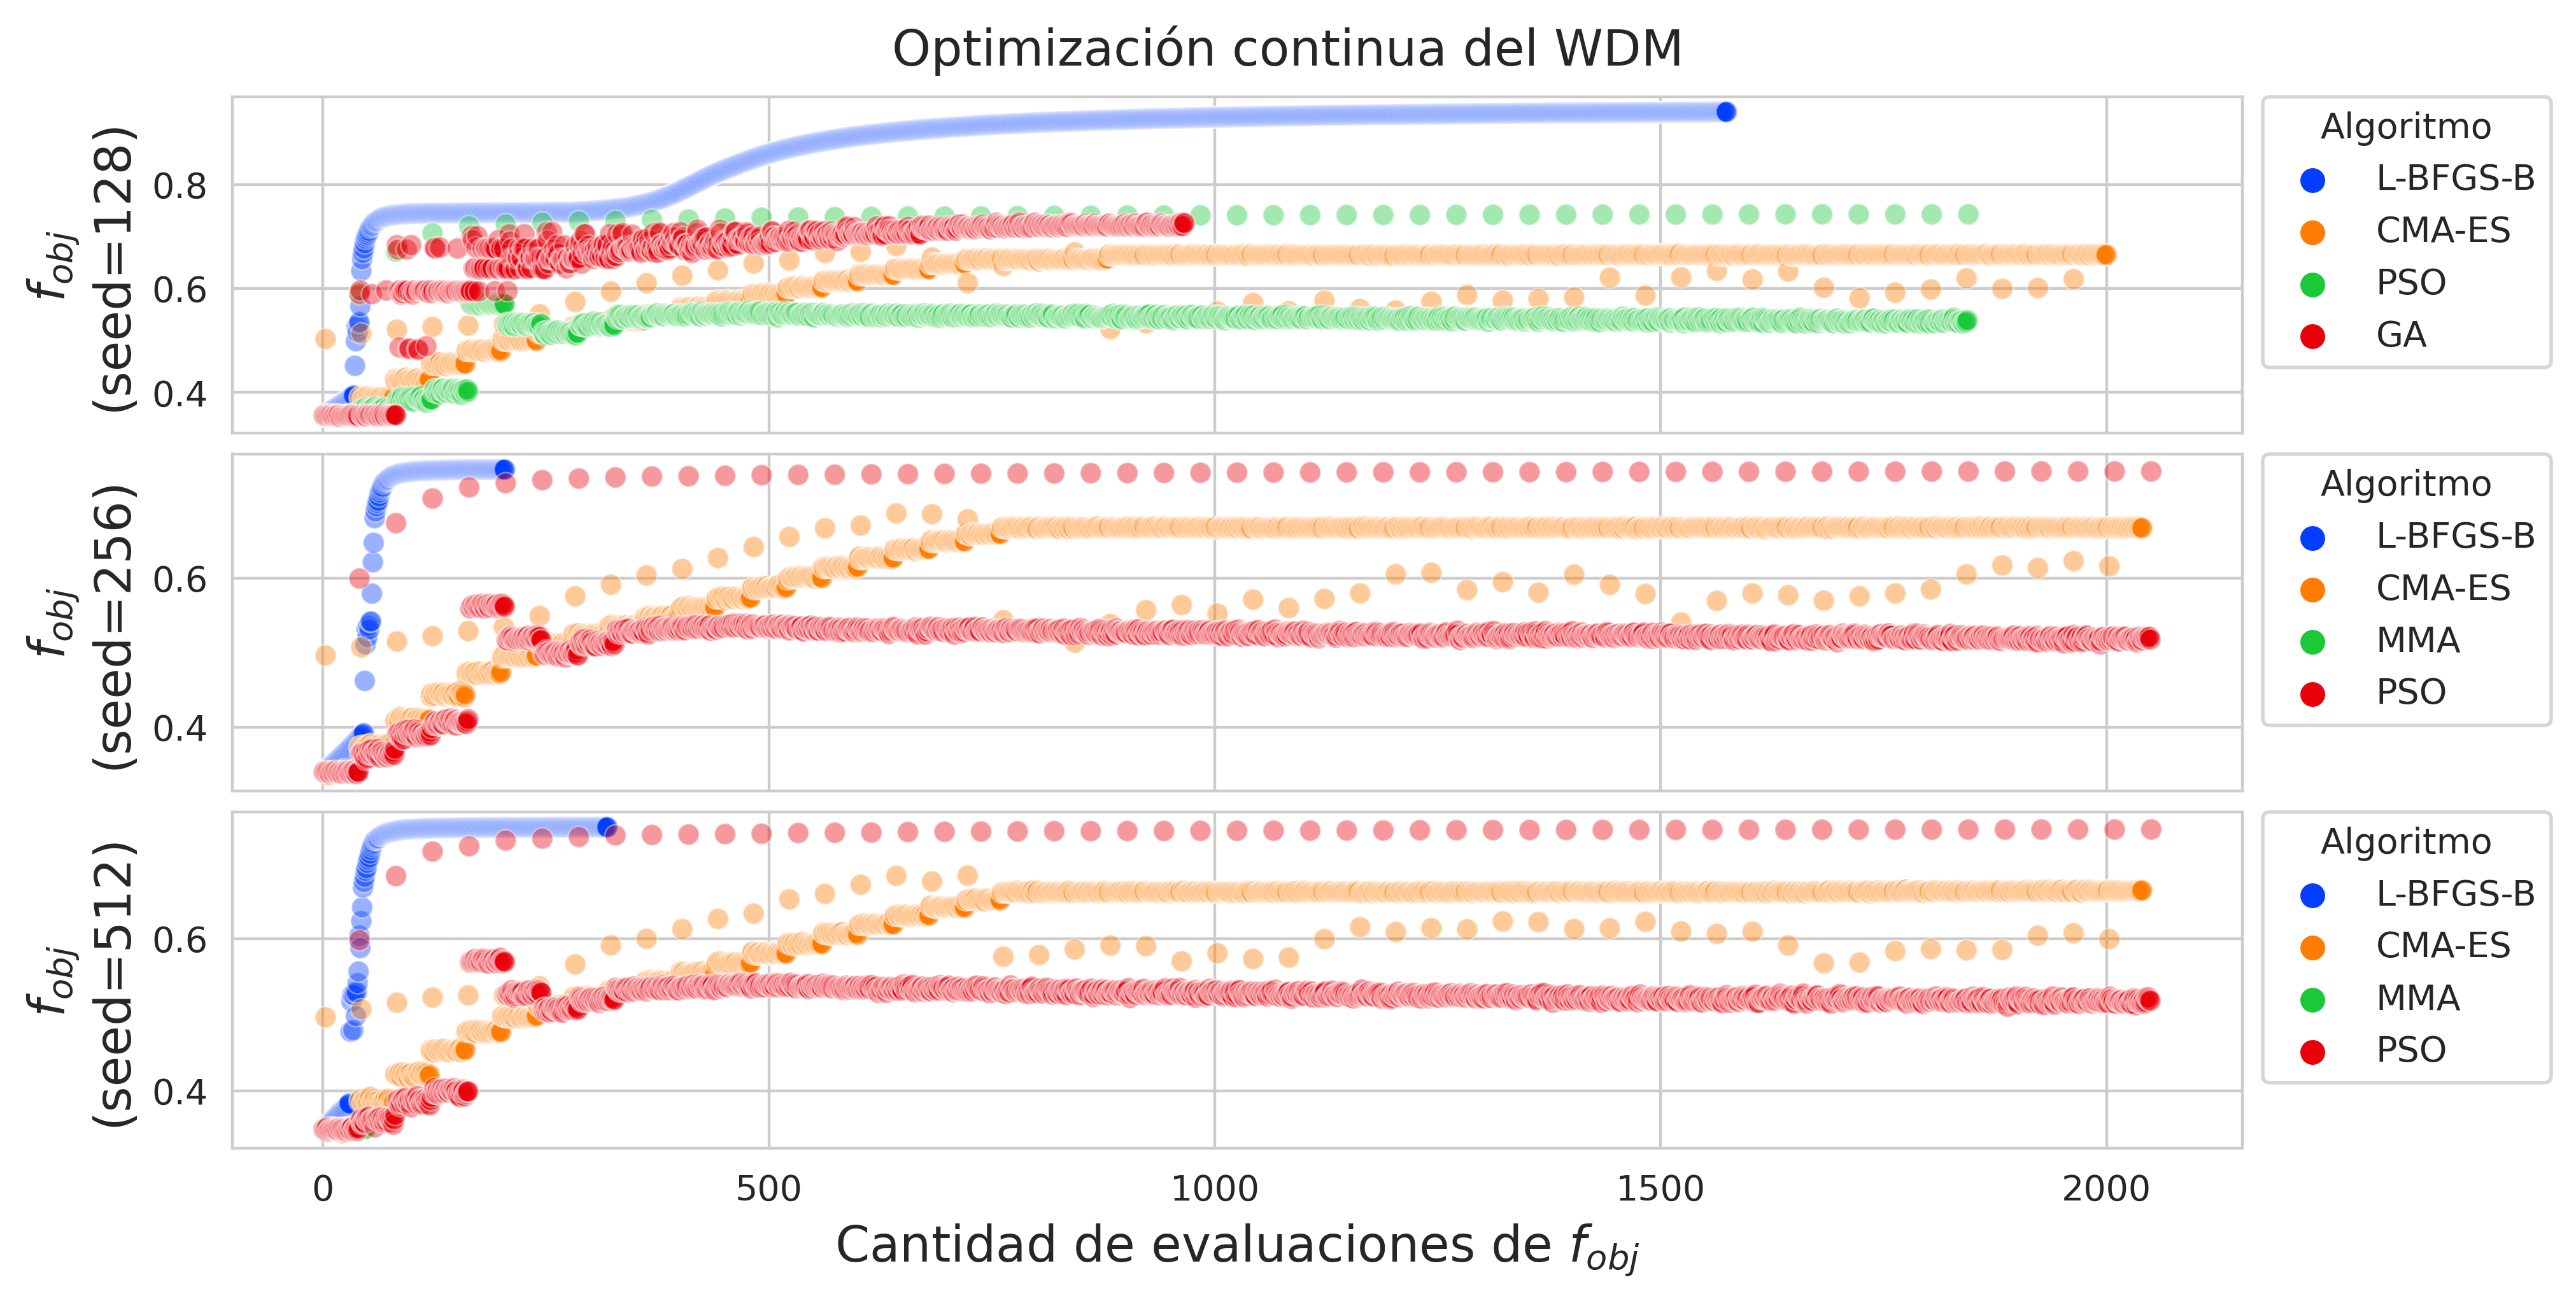 Optimización continua del WDM
f_obj
(seed=128)
0.8
0.6
0.4
Algoritmo
L-BFGS-B
CMA-ES
PSO
GA
f_obj
(seed=256)
0.6
0.4
Algoritmo
L-BFGS-B
CMA-ES
MMA
PSO
f_obj
(seed=512)
0.6
0.4
Algoritmo
L-BFGS-B
CMA-ES
MMA
PSO
0 500 1000 1500 2000
Cantidad de evaluaciones de f_obj